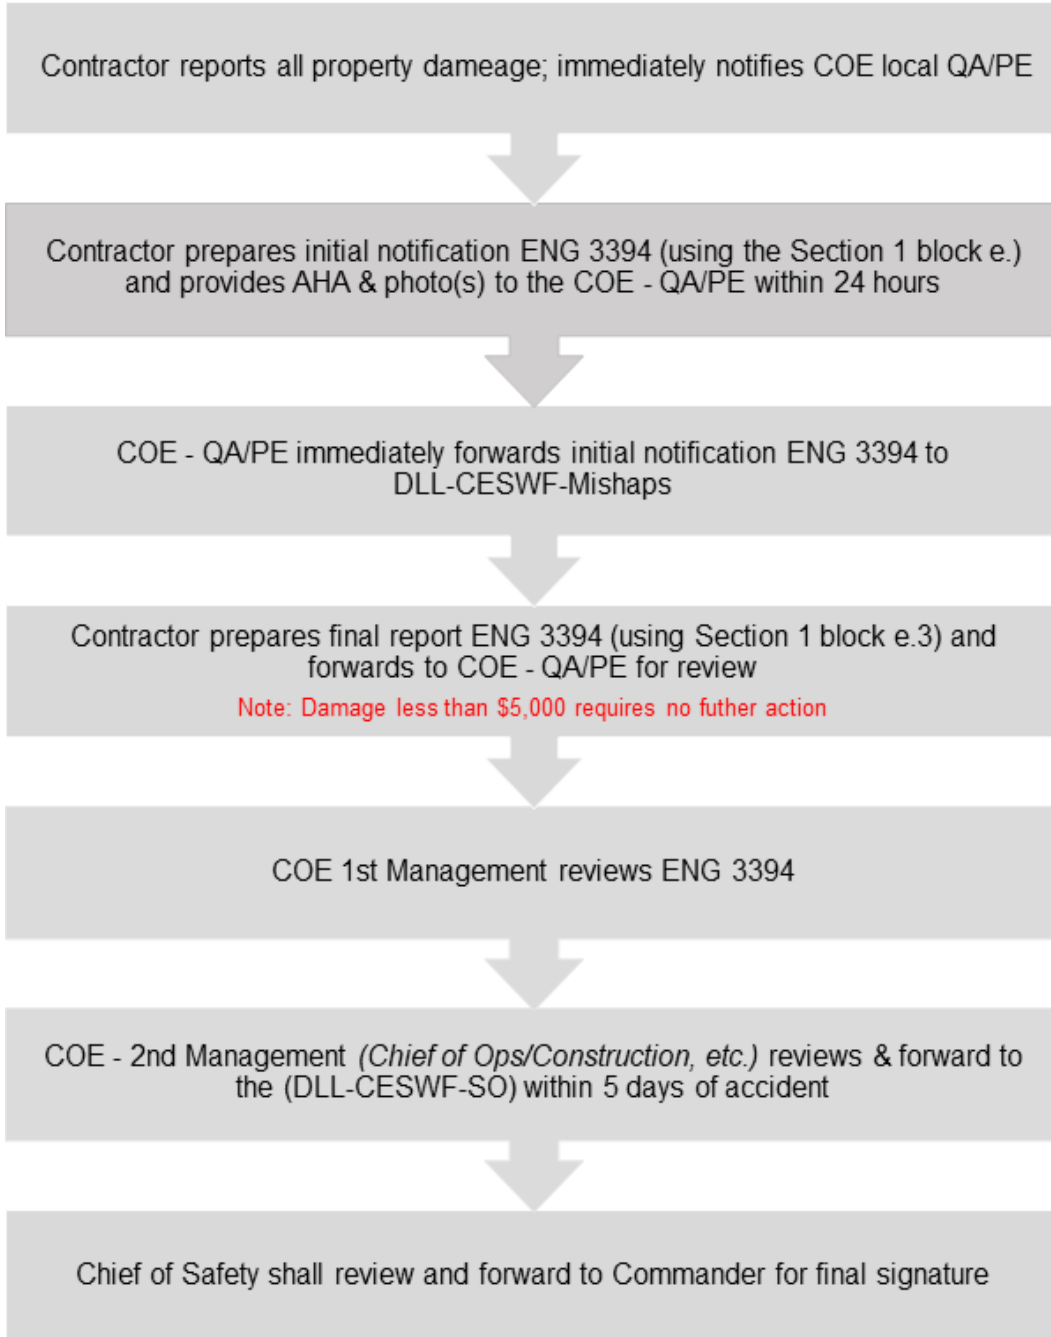 Contractor reports all property dameage; immediately notifies COE local QA/PE
Contractor prepares initial notification ENG 3394 (using the Section 1 block e.)
and provides AHA & photo(s) to the COE - QA/PE within 24 hours
COE - QA/PE immediately forwards initial notification ENG 3394 to
DLL-CESWF-Mishaps
Contractor prepares final report ENG 3394 (using Section 1 block e.3) and
forwards to COE - QA/PE for review
Note: Damage less than $5,000 requires no futher action
COE 1st Management reviews ENG 3394
COE - 2nd Management (Chief of Ops/Construction, etc.) reviews & forward to
the (DLL-CESWF-SO) within 5 days of accident
Chief of Safety shall review and forward to Commander for final signature